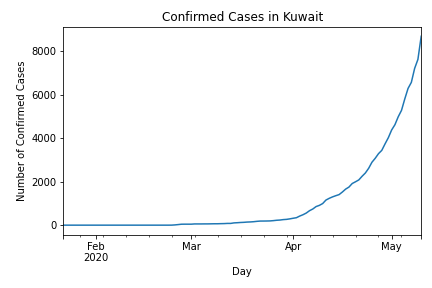 Confirmed Cases in Kuwait
Number of Confirmed Cases
8000
6000
4000
2000
0
Feb
2020
Mar
Apr
May
Day